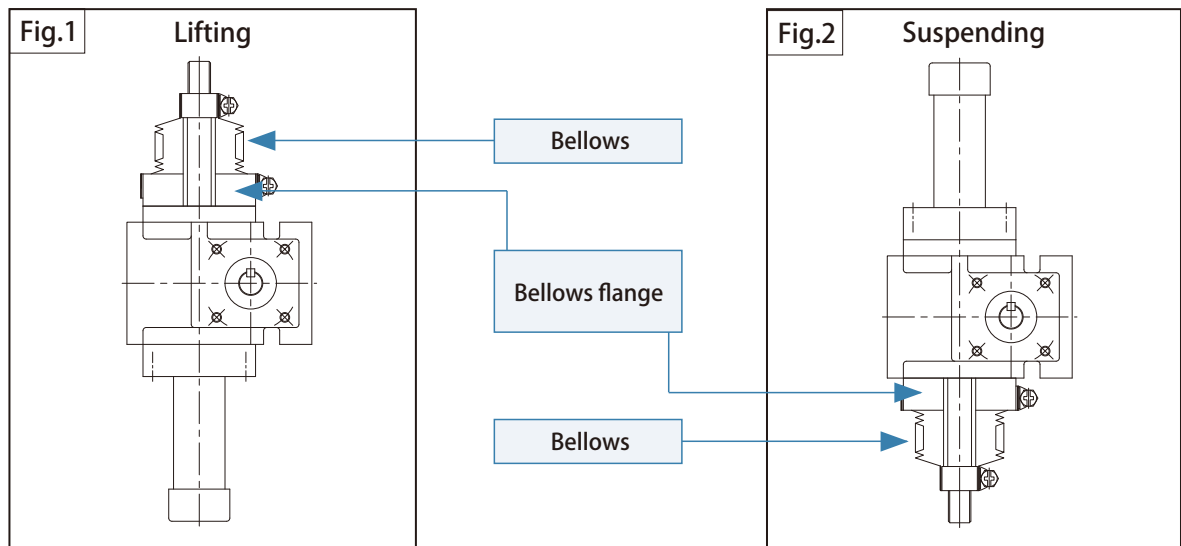 Fig.1
Lifting
Bellows
Bellows flange
Bellows
Fig.2
Suspending